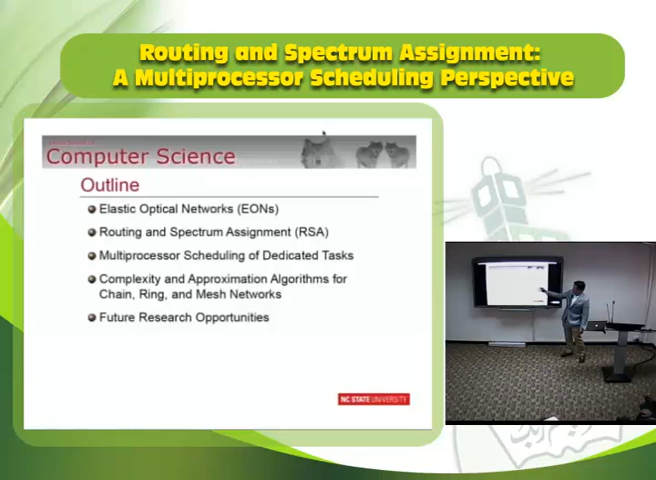 Routing and Spectrum Assignment:
A Multiprocessor Scheduling Perspective
Computer Science
Outline
Elastic Optical Networks (EONs)
Routing and Spectrum Assignment (RSA)
Multiprocessor Scheduling of Dedicated Tasks
Complexity and Approximation Algorithms for
Chain, Ring, and Mesh Networks
Future Research Opportunities
NC STATE UNIVERSITY